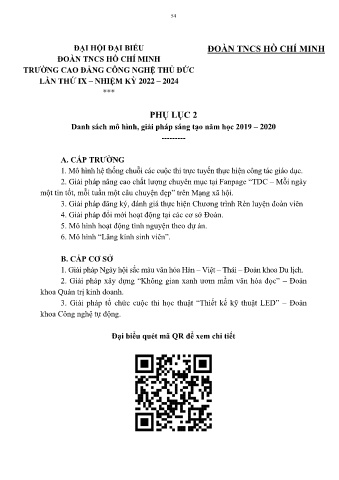 54
ĐẠI HỘI ĐẠI BIỂU
ĐOÀN TNCS HỒ CHÍ MINH
ĐOÀN TNCS HỒ CHÍ MINH
TRƯỜNG CAO ĐẲNG CÔNG NGHỆ THỦ ĐỨC
LẦN THỨ IX – NHIỆM KỲ 2022 – 2024
***
PHỤ LỤC 2
Danh sách mô hình, giải pháp sáng tạo năm học 2019 – 2020
---------
A. CẤP TRƯỜNG
1. Mô hình hệ thống chuỗi các cuộc thi trực tuyến thực hiện công tác giáo dục.
2. Giải pháp nâng cao chất lượng chuyên mục tại Fanpage “TDC – Mỗi ngày
một tin tốt, mỗi tuần một câu chuyện đẹp” trên Mạng xã hội.
3. Giải pháp đăng ký, đánh giá thực hiện Chương trình Rèn luyện đoàn viên
4. Giải pháp đổi mới hoạt động tại các cơ sở Đoàn.
5. Mô hình hoạt động tình nguyện theo dự án.
6. Mô hình “Lăng kính sinh viên”.
B. CẤP CƠ SỞ
1. Giải pháp Ngày hội sắc màu văn hóa Hàn – Việt – Thái – Đoàn khoa Du lịch.
2. Giải pháp xây dựng “Không gian xanh ươm mầm văn hóa đọc” – Đoàn
khoa Quản trị kinh doanh.
3. Giải pháp tổ chức cuộc thi học thuật “Thiết kế kỹ thuật LED” – Đoàn
khoa Công nghệ tự động.
Đại biểu quét mã QR để xem chi tiết